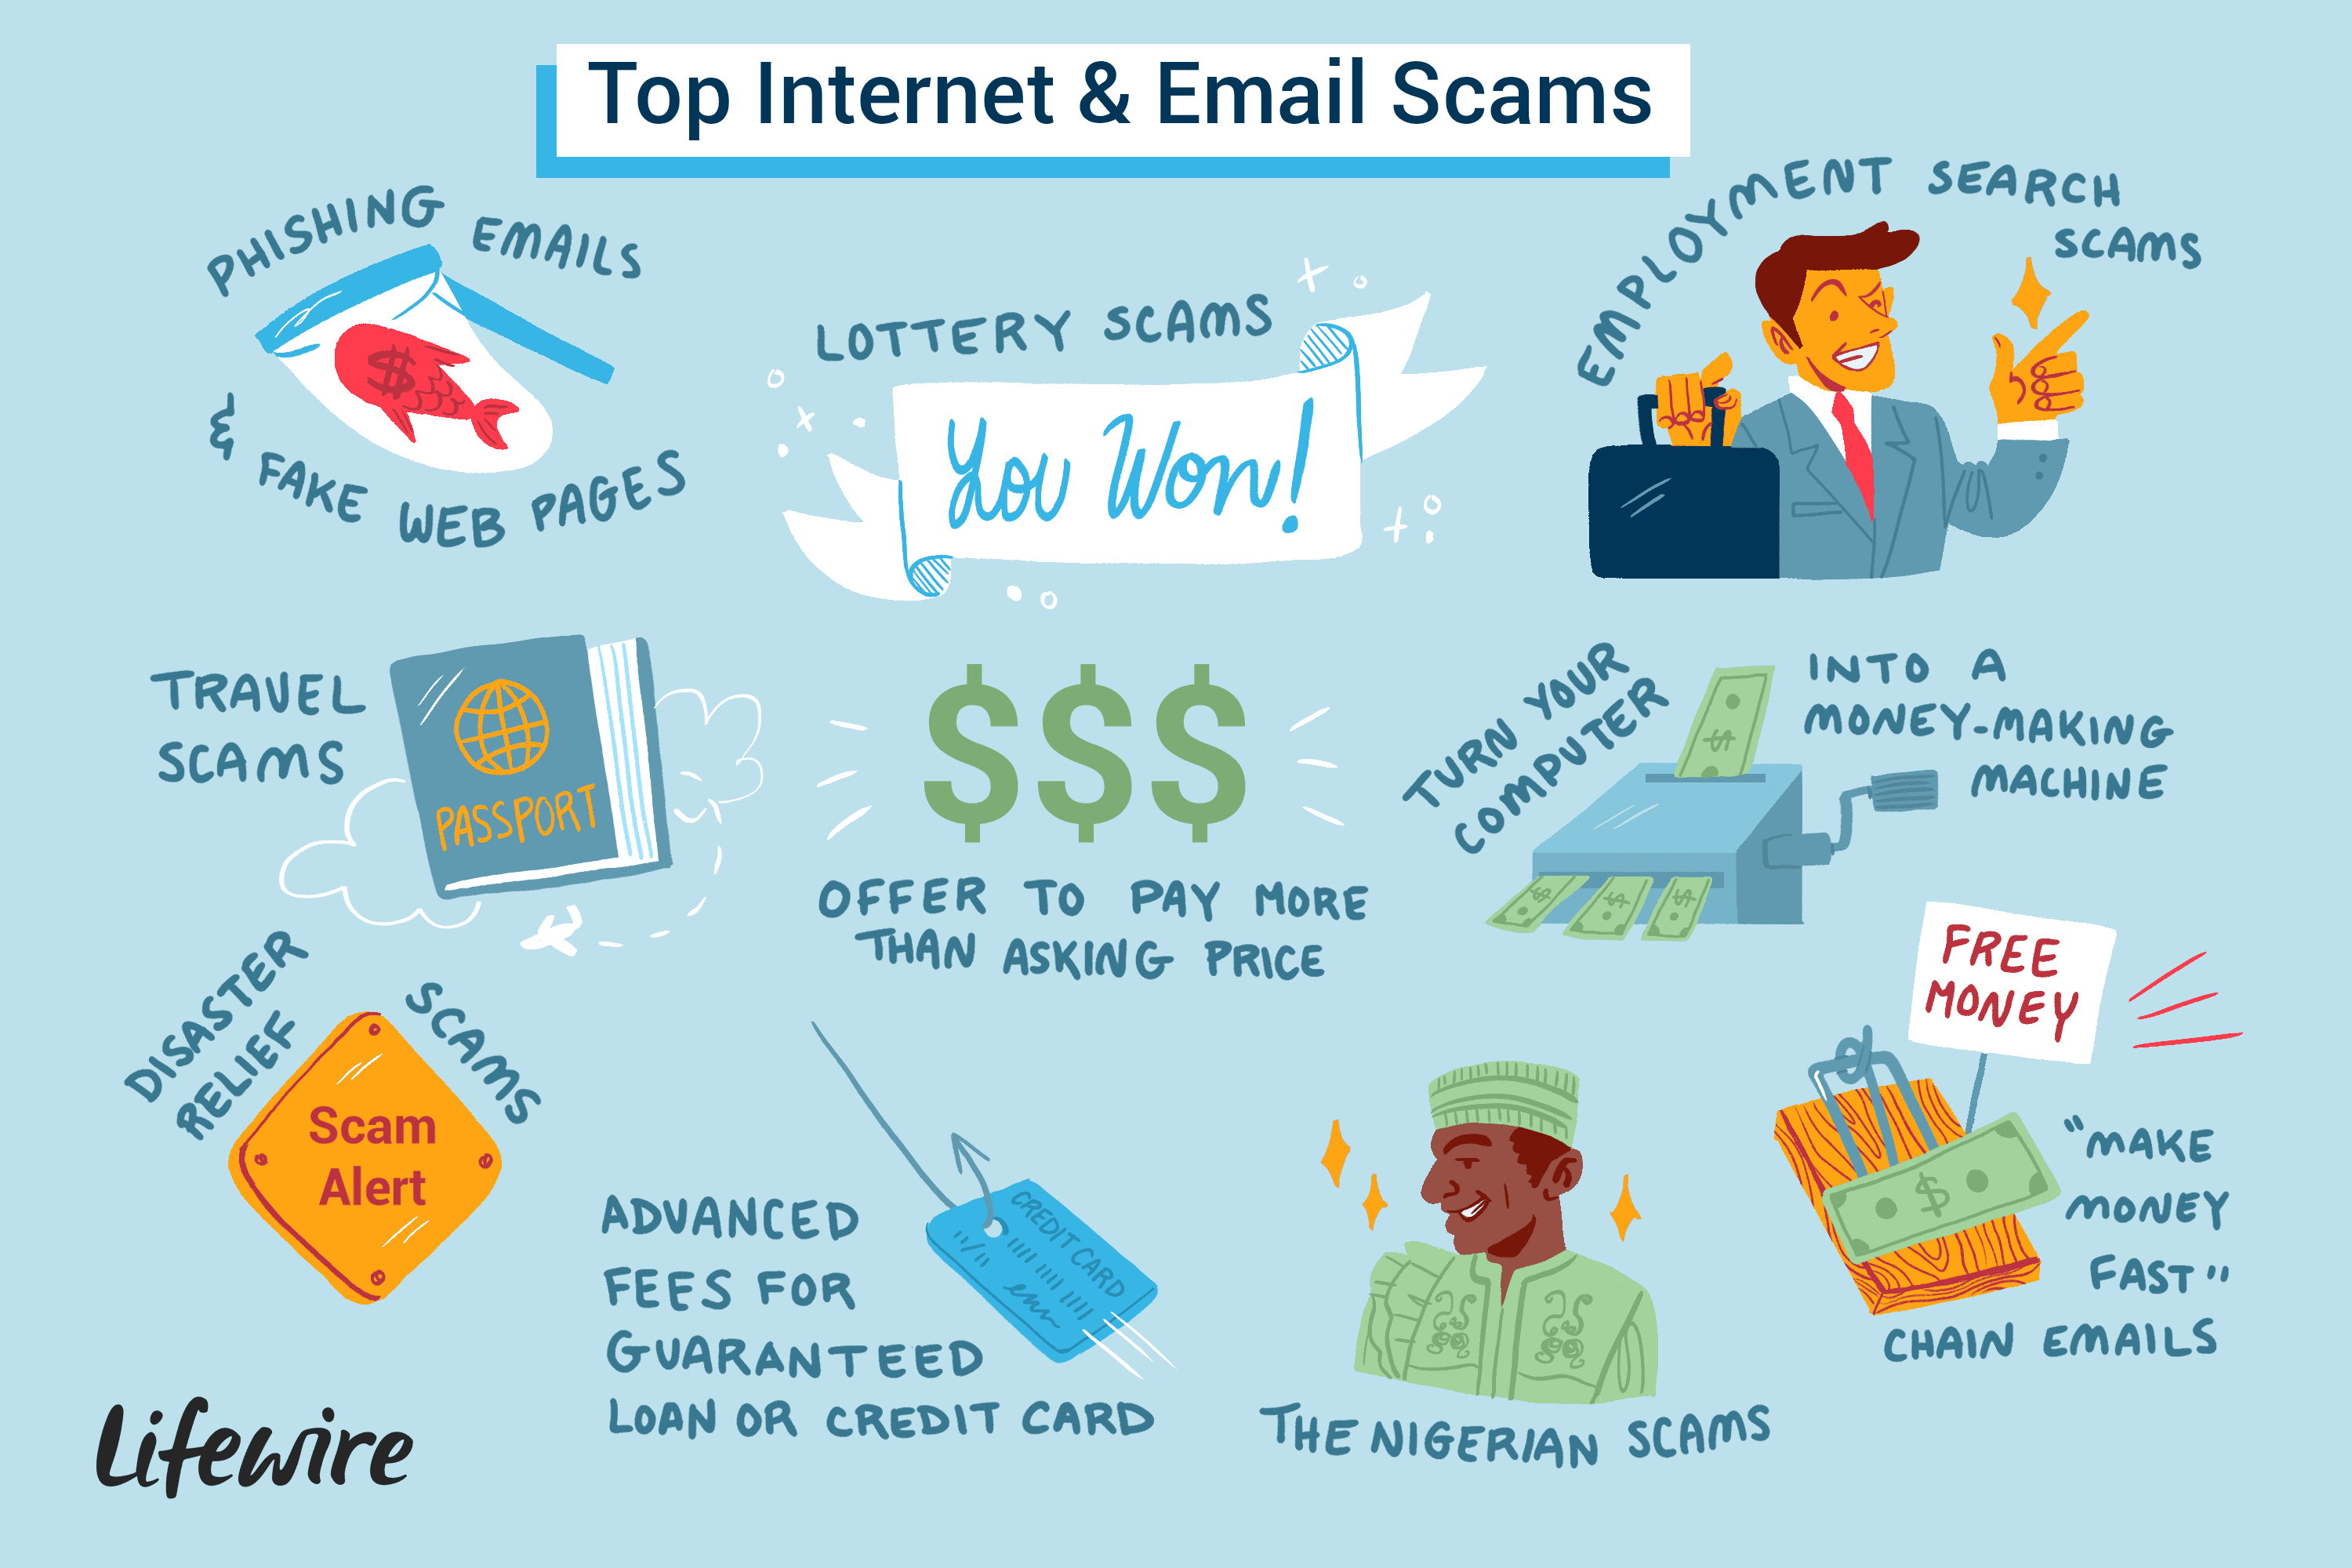 Top Internet & Email Scams
PHISHING EMAILS
& FAKE WEB PAGES
$
LOTTERY SCAMS
You Won!
EMPLOYMENT SEARCH
SCAMS
TRAVEL
SCAMS
PASSPORT
$$$
OFFER TO PAY MORE
THAN ASKING PRICE
TURN YOUR
COMPUTER
INTO A
MONEY-MAKING
MACHINE
$
$ $ $
DISASTER
RELIEF
SCAMS
Scam
Alert
ADVANCED
FEES FOR
GUARANTEED
LOAN OR CREDIT CARD
CREDIT CARD
THE NIGERIAN SCAMS
FREE
MONEY
$
"MAKE
MONEY
FAST"
CHAIN EMAILS
Lifewire